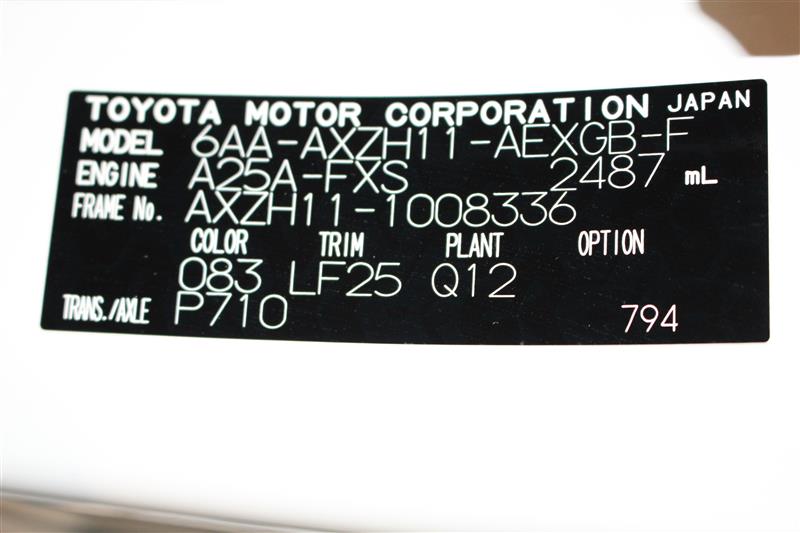 TOYOTA MOTOR CORPORATION JAPAN
MODEL 6AA-AXZH11-AEXGB-F
ENGINE A25A-FXS 2487 mL
FRAME No. AXZH11-1008336
COLOR TRIM PLANT OPTION
083 LF25 Q12
TRANS./AXLE P710 794